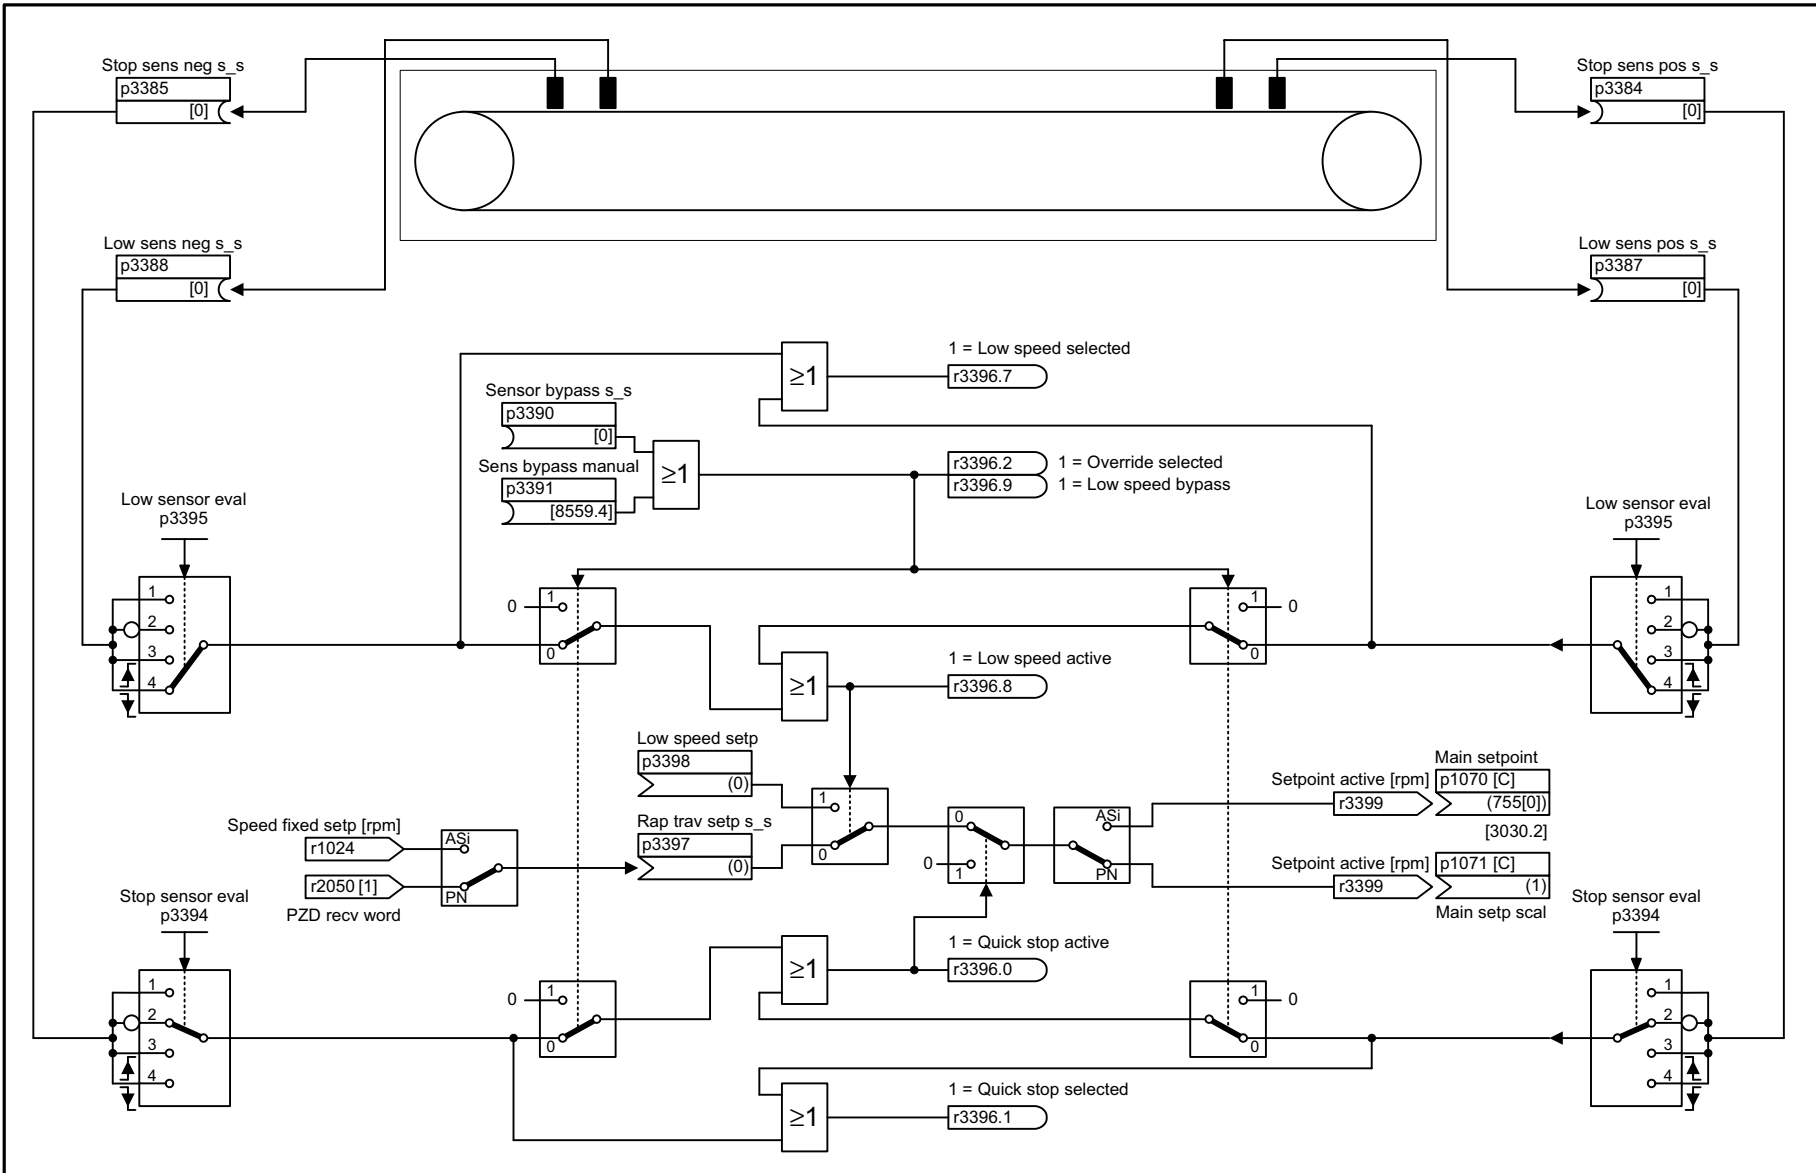 Stop sens neg s_s
p3385
[0]
Stop sens pos s_s
p3384
[0]
Low sens neg s_s
p3388
[0]
Low sens pos s_s
p3387
[0]
≥1
1 = Low speed selected
r3396.7
Sensor bypass s_s
p3390
[0]
Sens bypass manual
p3391
[8559.4]
≥1
r3396.2
1 = Override selected
r3396.9
1 = Low speed bypass
Low sensor eval
p3395
1
2
3
4
Low sensor eval
p3395
1
2
3
4
0
1
0
1
0
0
≥1
1 = Low speed active
r3396.8
Low speed setp
p3398
(0)
Rap trav setp s_s
p3397
(0)
Speed fixed setp [rpm]
r1024
r2050 [1]
PZD recv word
ASi
PN
1
0
0
0
1
ASi
PN
Setpoint active [rpm]
r3399
Main setpoint
p1070 [C]
(755[0])
[3030.2]
Setpoint active [rpm]
r3399
p1071 [C]
(1)
Main setp scal
Stop sensor eval
p3394
1
2
3
4
Stop sensor eval
p3394
1
2
3
4
0
1
0
1
0
0
≥1
1 = Quick stop active
r3396.0
≥1
1 = Quick stop selected
r3396.1